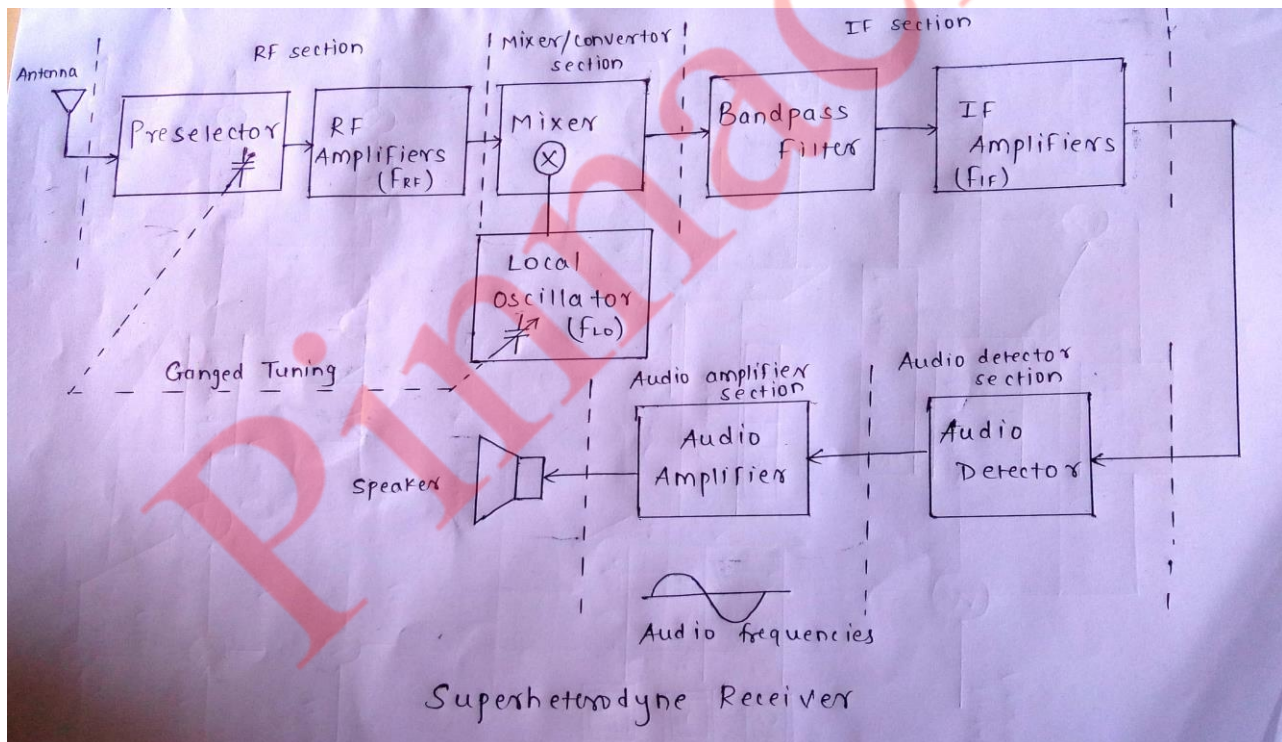 Antenna
RF section
Mixer/Convertor
section
IF section
Preselector
RF
Amplifiers
(fRF)
Mixer
Bandpass
Filter
IF
Amplifiers
(fIF)
Local
Oscillator
(fLO)
Ganged Tuning
Audio amplifier
section
Audio detector
section
Speaker
Audio
Amplifier
Audio
Detector
Audio frequencies
Superheterodyne Receiver